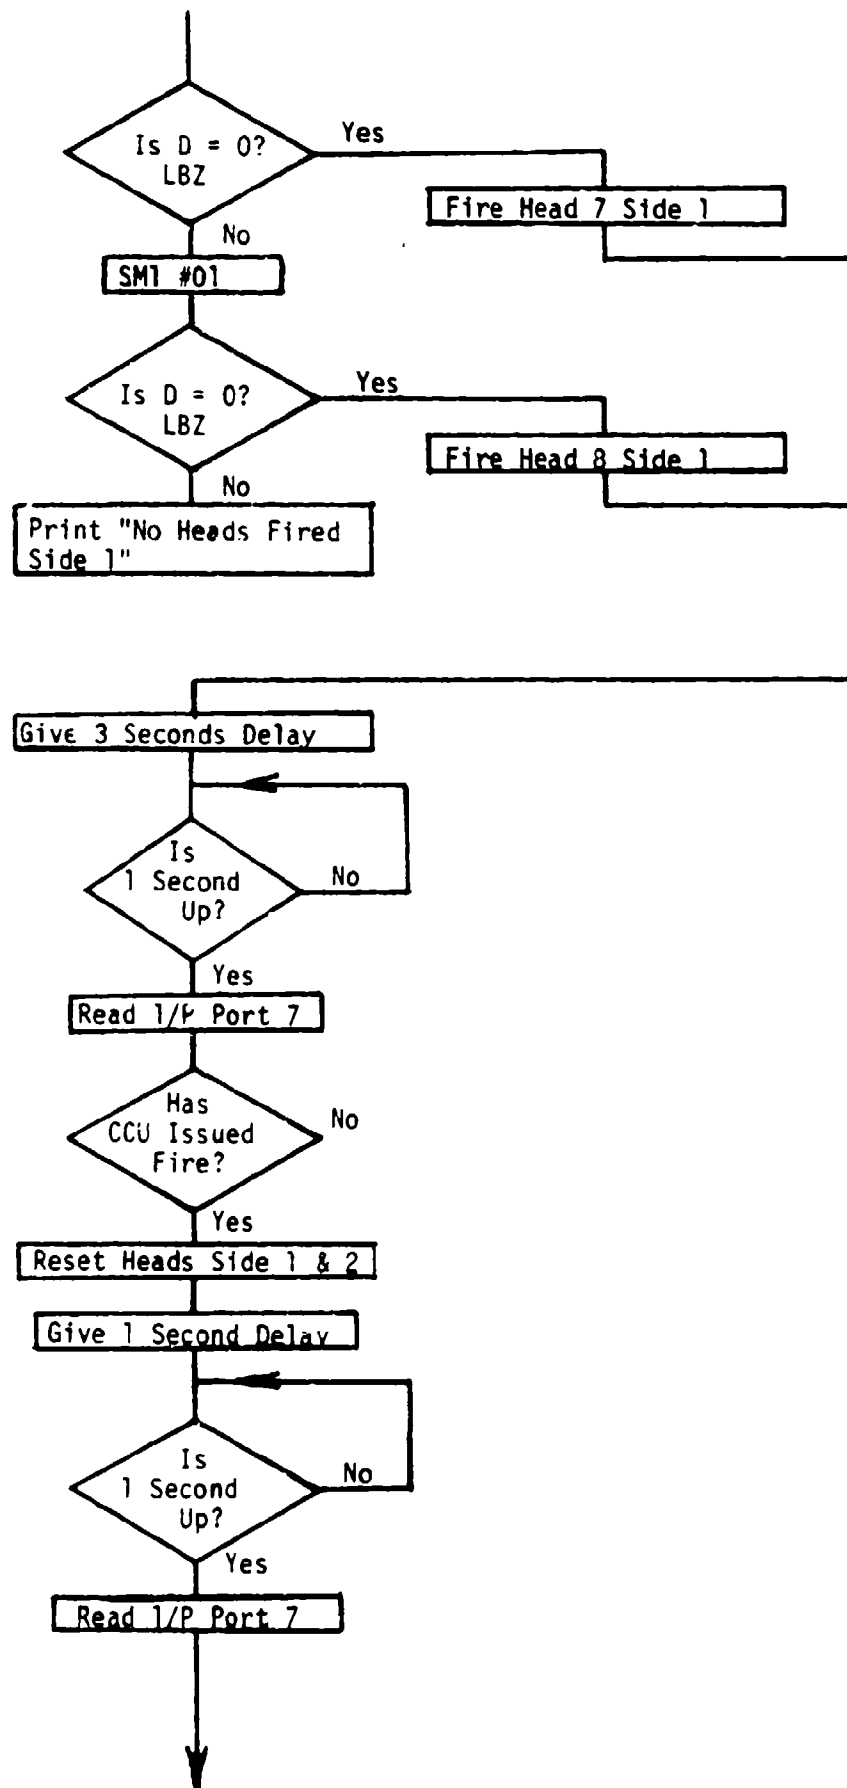 Is D = 0?
LBZ
Yes
Fire Head 7 Side 1
No
SM1 #01
Is D = 0?
LBZ
Yes
Fire Head 8 Side 1
No
Print "No Heads Fired
Side 1"
Give 3 Seconds Delay
Is
1 Second
Up?
No
Yes
Read 1/P Port 7
Has
CCU Issued
Fire?
No
Yes
Reset Heads Side 1 & 2
Give 1 Second Delay
Is
1 Second
Up?
No
Yes
Read 1/P Port 7